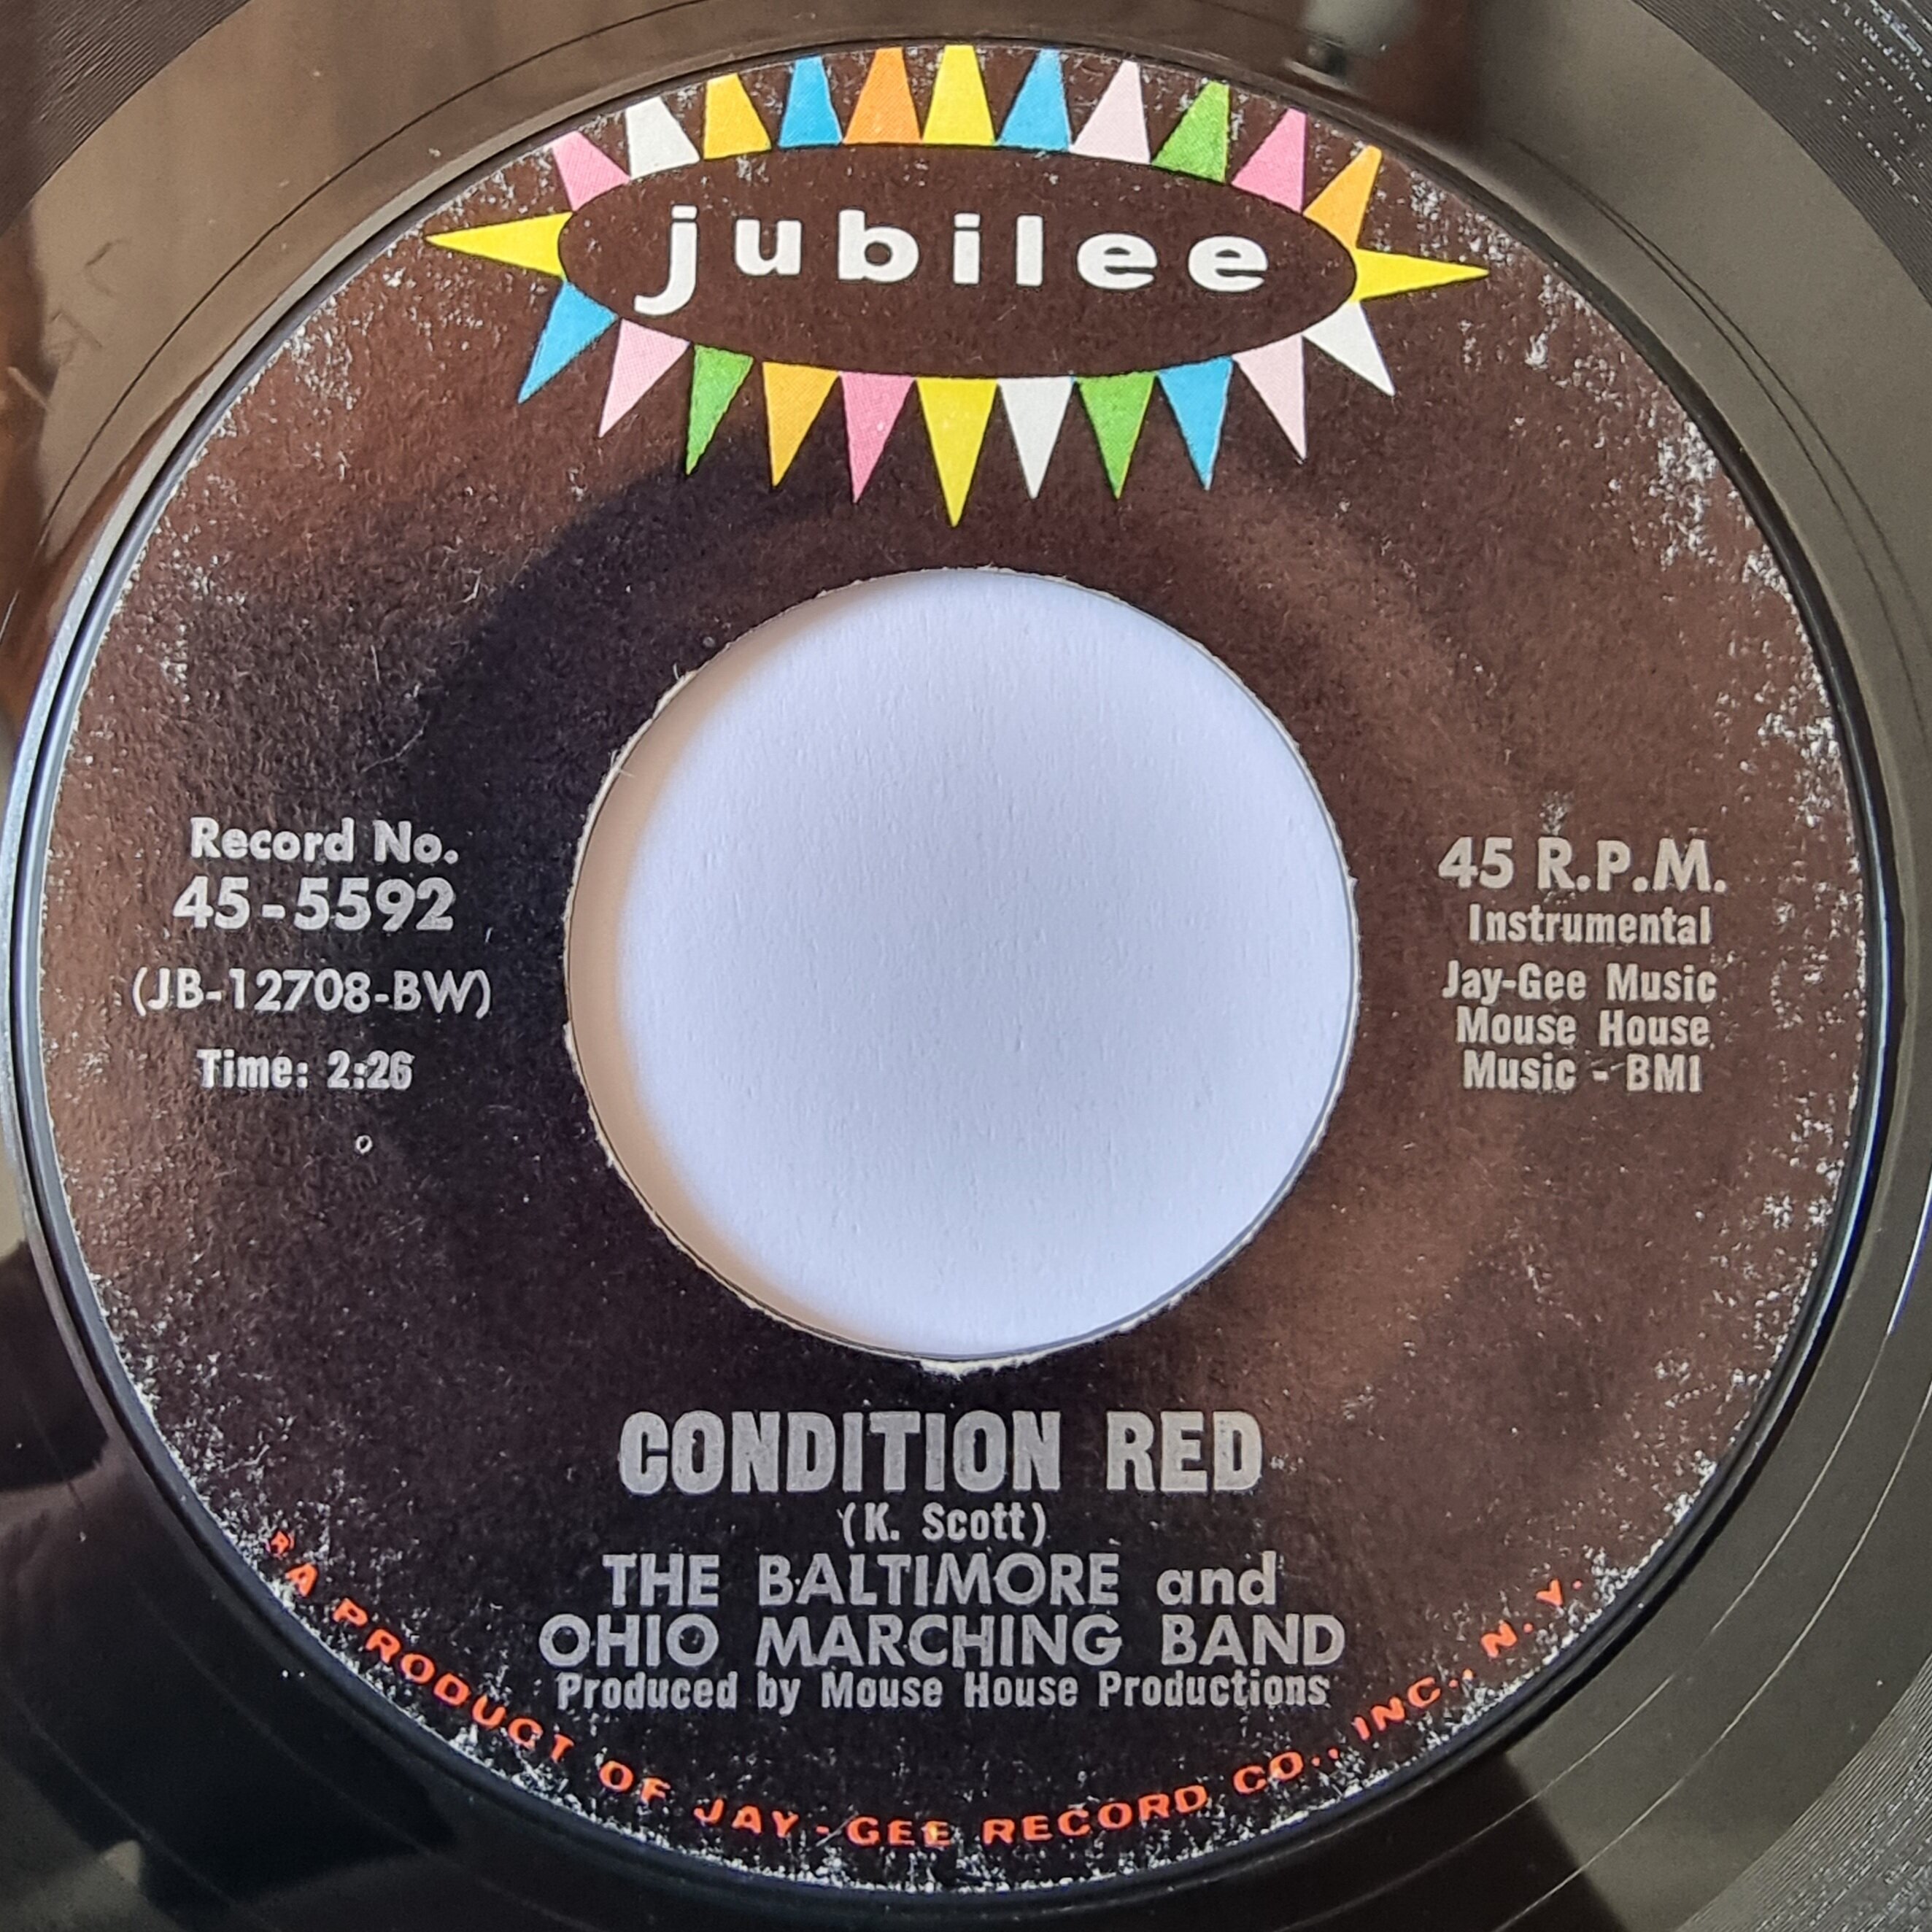 jubilee
Record No.
45-5592
(JB-12708-BW)
Time: 2:26
45 R.P.M.
Instrumental
Jay-Gee Music
Mouse House
Music - BMI
CONDITION RED
(K. Scott)
THE BALTIMORE and
OHIO MARCHING BAND
Produced by Mouse House Productions
A PRODUCT OF JAY-GEE RECORD CO., INC., N.Y.